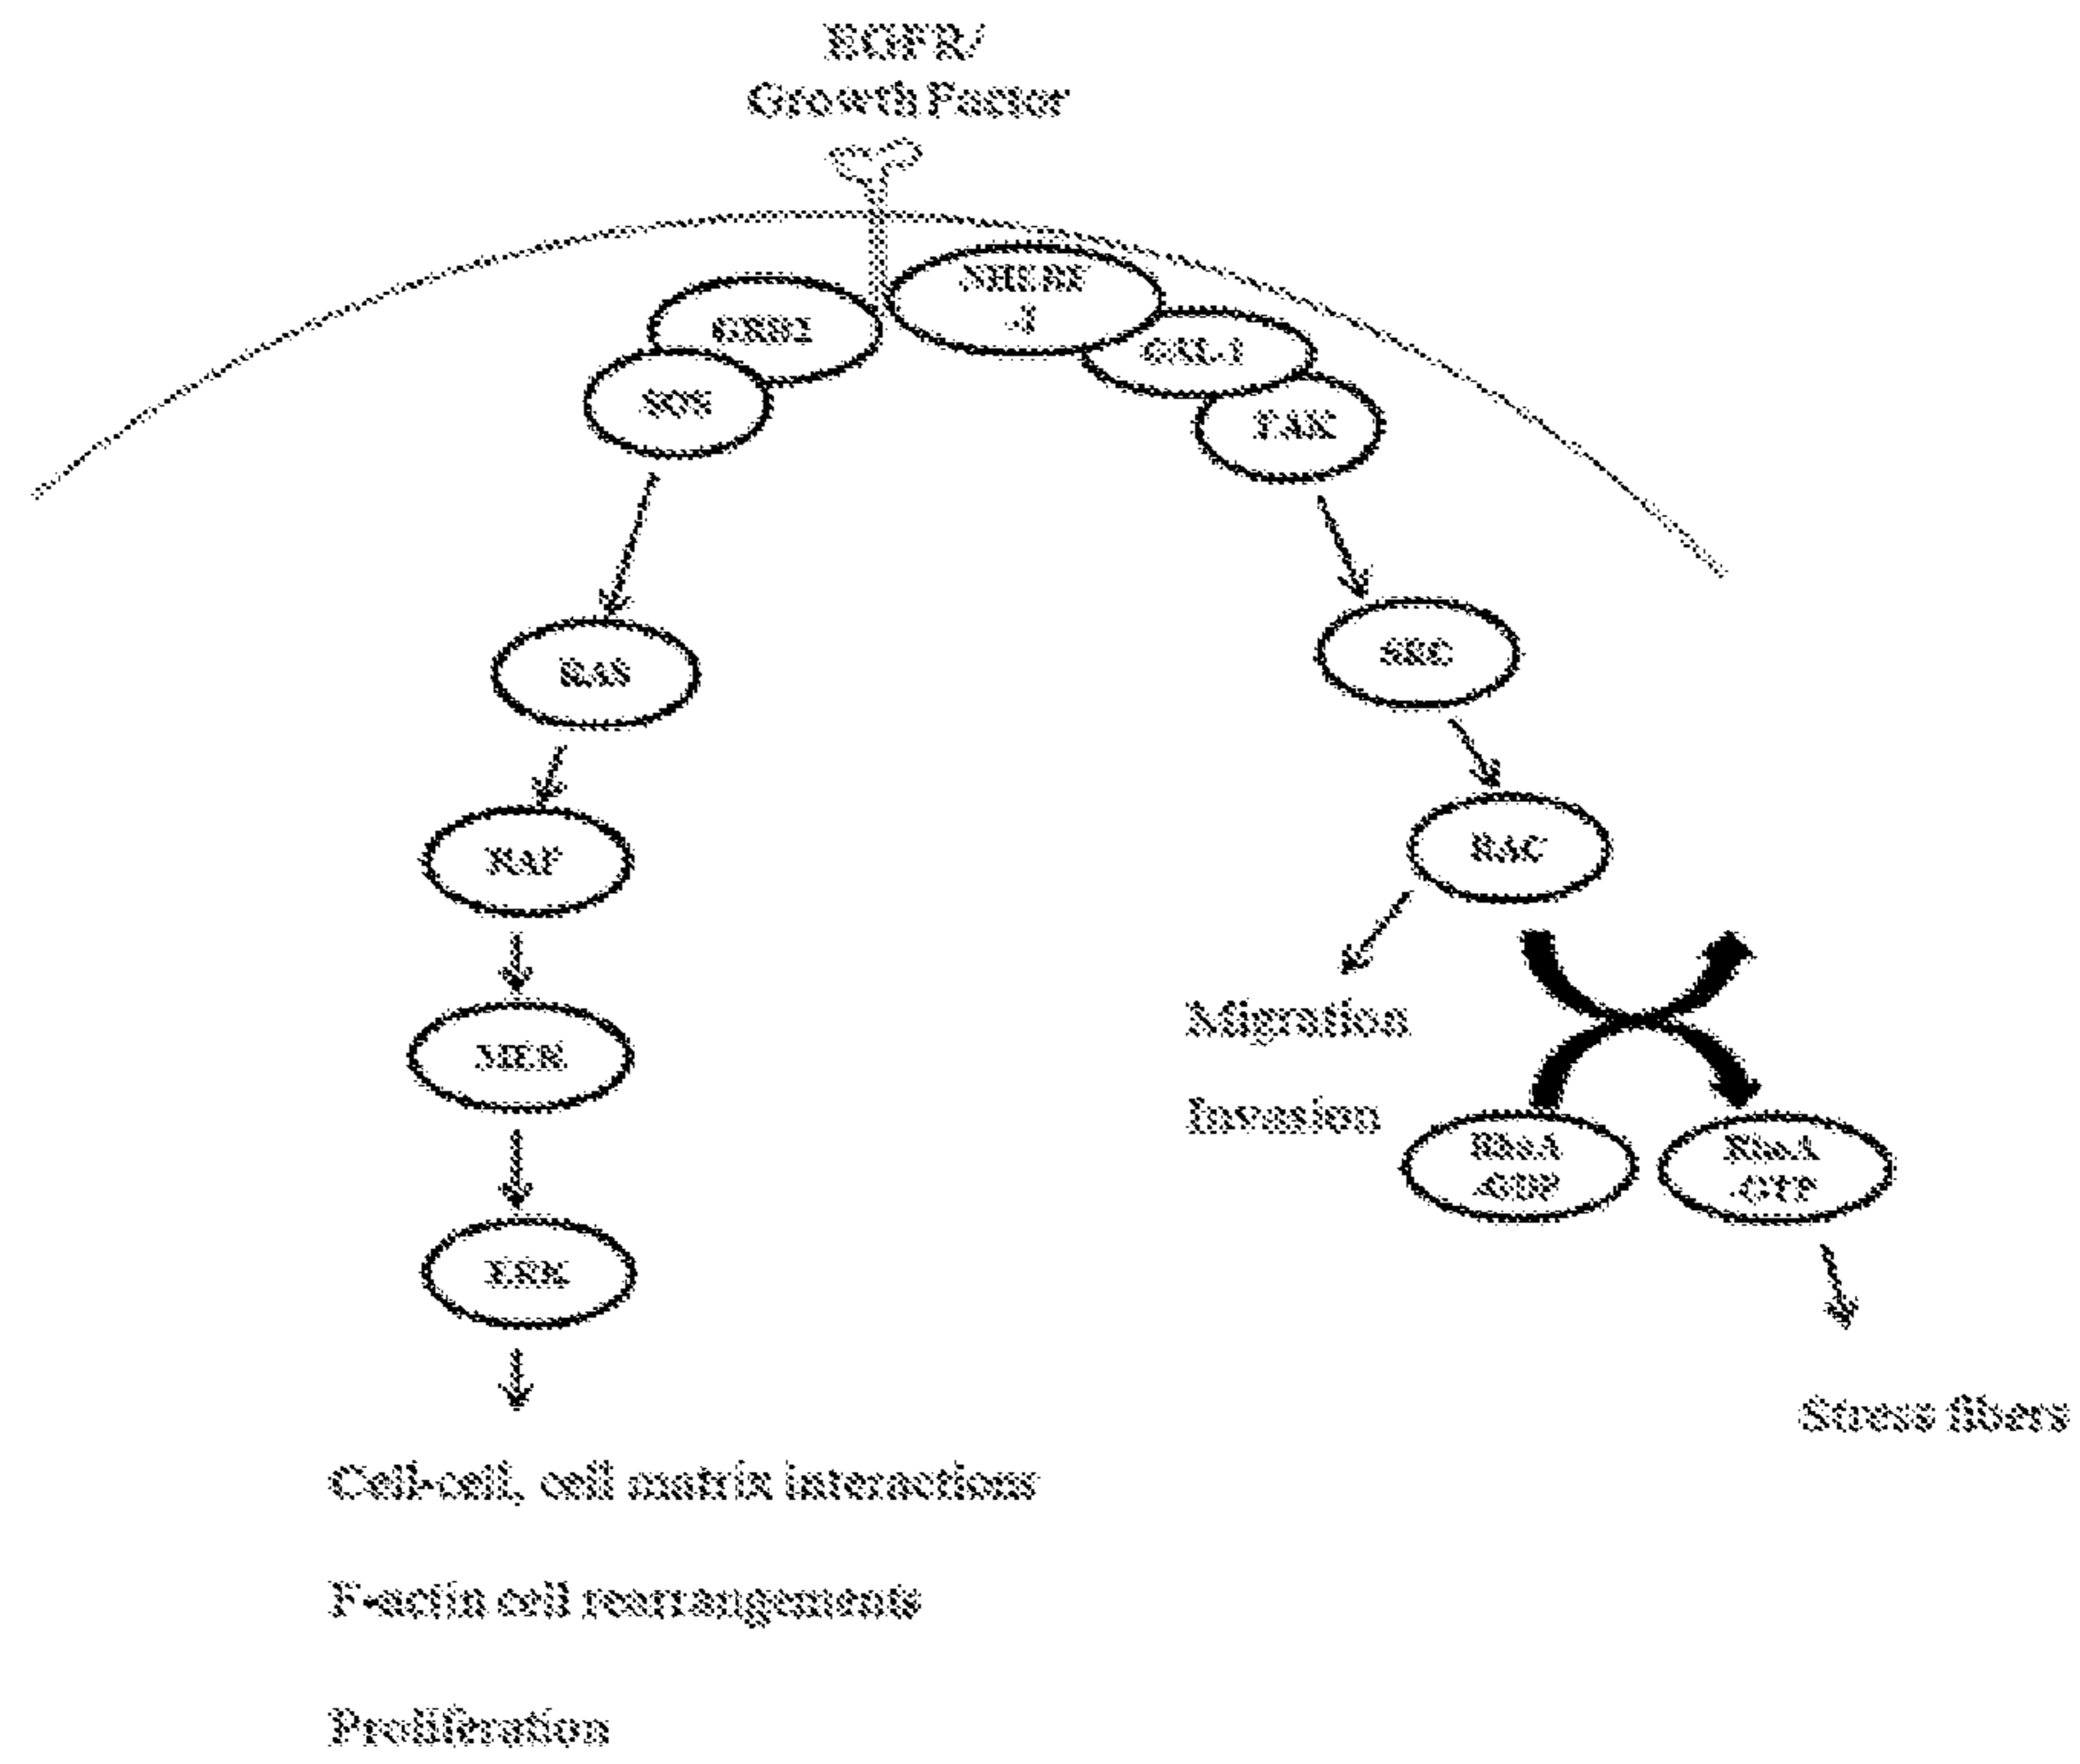 EGFR/
Growth Factor
NHERF
-1
GRB2
GSL-1
SOS
FAK
SRC
RAS
RAC
RAF
Migration
MEK
Invasion
RhoA
-GDP
RhoA
-GTP
ERK
Stress fibers
Cell-cell, cell matrix interactions
F-actin cell rearrangements
Proliferation